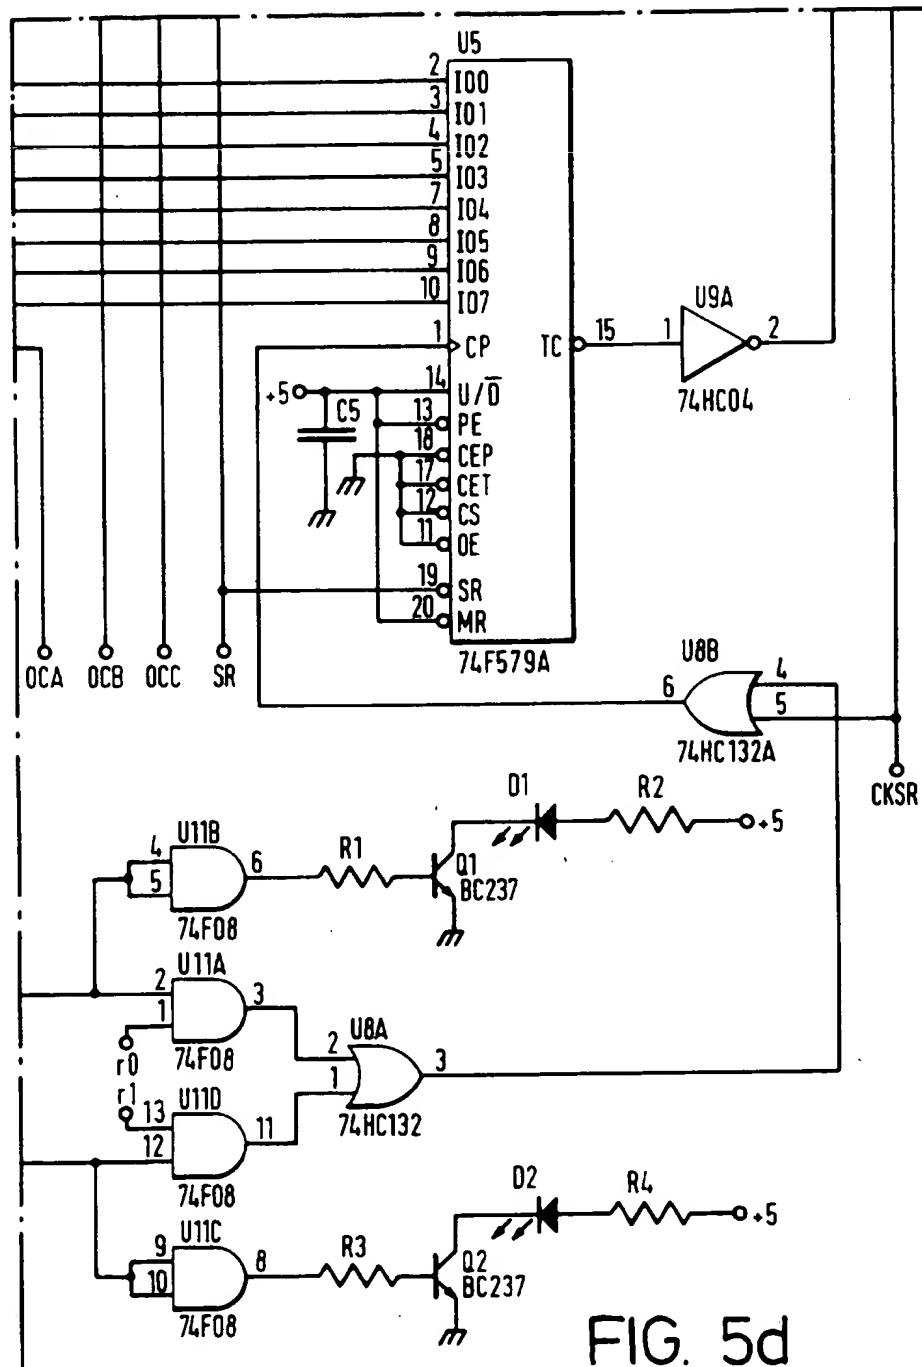 U5
2 IO0
3 IO1
4 IO2
5 IO3
7 IO4
8 IO5
9 IO6
10 IO7
1 CP
TC 15
U9A
1 2
74HC04
+5
C5
14 U/D̅
13 PE
18 CEP
17 CET
12 CS
11 OE
19 SR
20 MR
74F579A
OCA OCB OCC SR
U8B
6 4
5
74HC132A
CKSR
D1 R2
+5
U11B
4 6
5
R1
Q1
BC237
74F08
U11A
2 3
1
74F08
r0
U8A
2 3
1
74HC132
r1
U11D
13 11
12
74F08
D2 R4
+5
U11C
9 8
10
R3
Q2
BC237
74F08
FIG. 5d